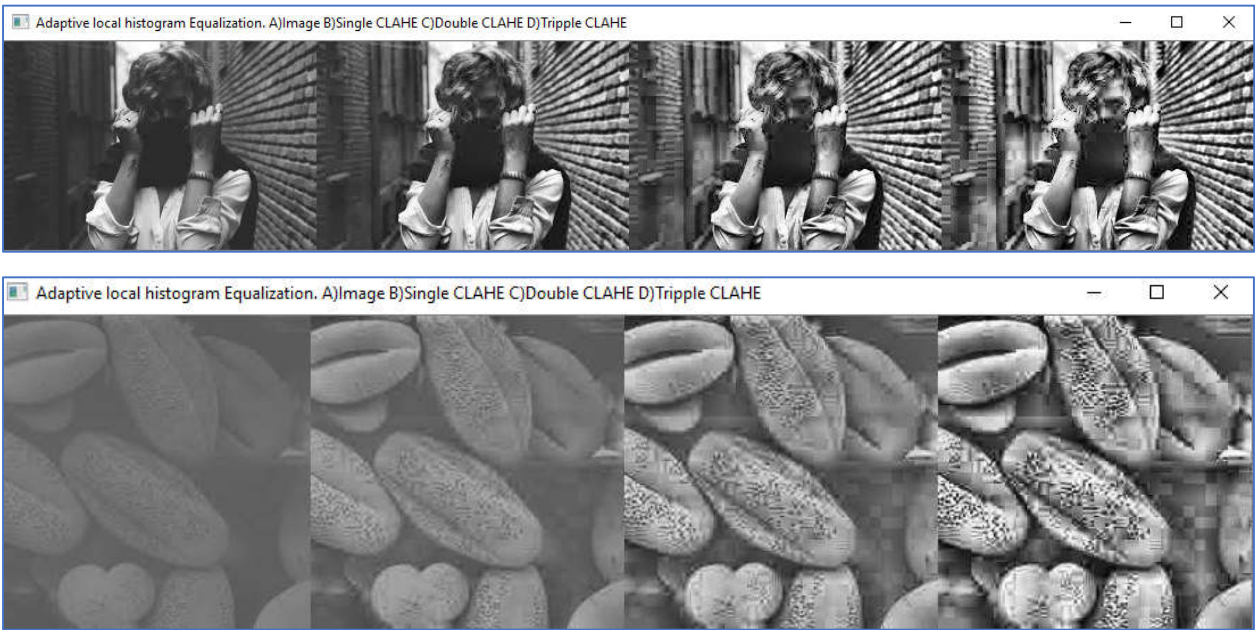 Adaptive local histogram Equalization. A)Image B)Single CLAHE C)Double CLAHE D)Tripple CLAHE
Adaptive local histogram Equalization. A)Image B)Single CLAHE C)Double CLAHE D)Tripple CLAHE